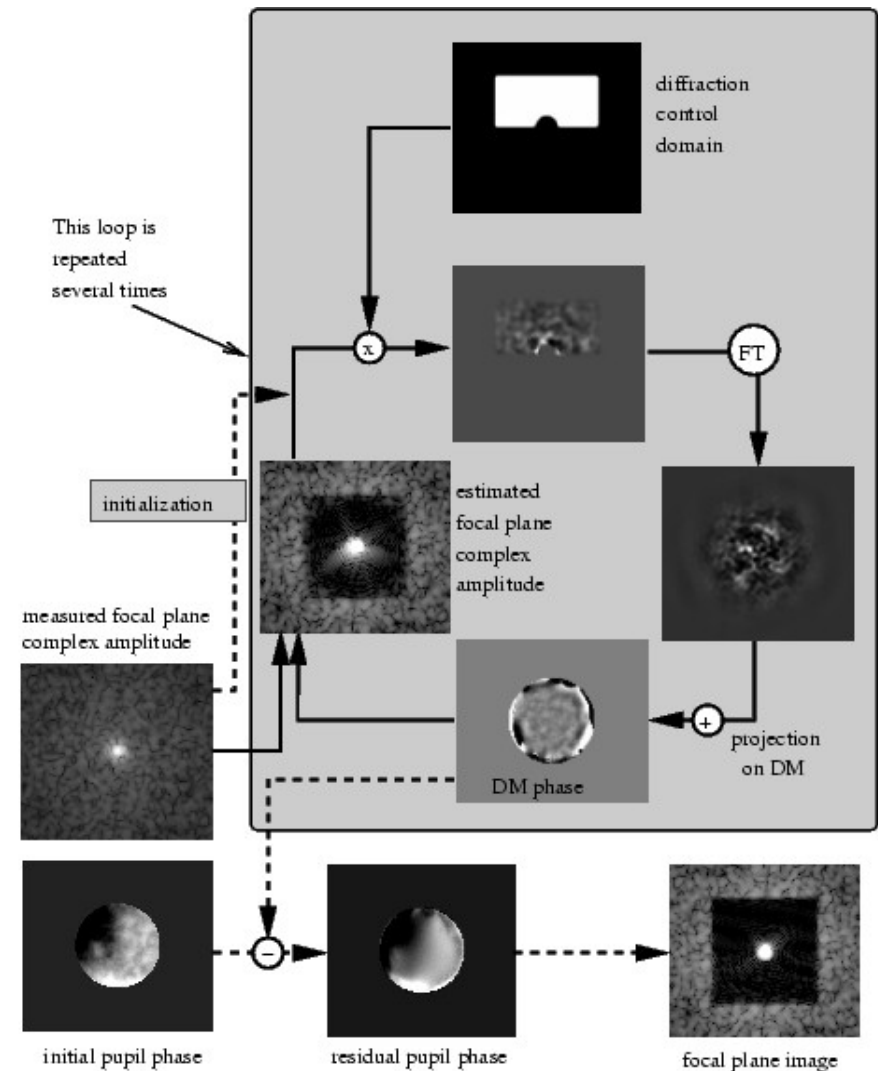 diffraction
control
domain
This loop is
repeated
several times
x
FT
initialization
estimated
focal plane
complex
amplitude
measured focal plane
complex amplitude
+
projection
on DM
DM phase
−
initial pupil phase
residual pupil phase
focal plane image